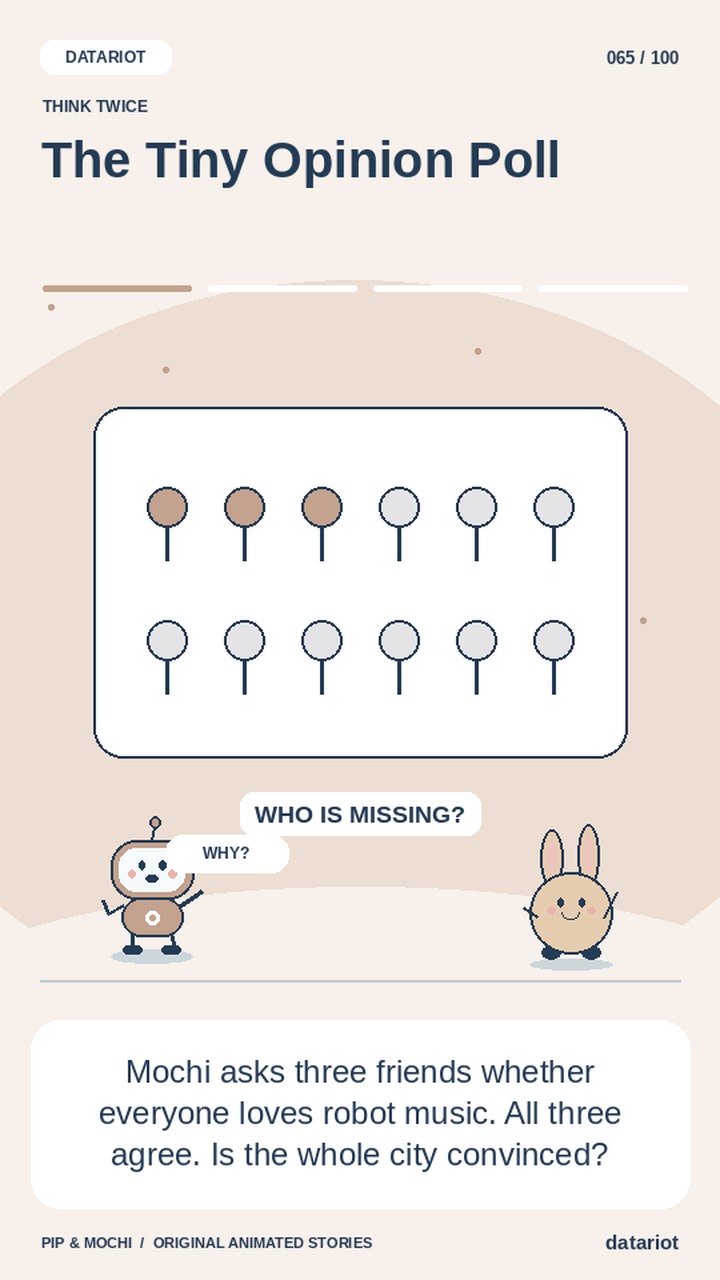 DATARIOT
065 / 100
THINK TWICE
The Tiny Opinion Poll
WHO IS MISSING?
WHY?
Mochi asks three friends whether
everyone loves robot music. All three
agree. Is the whole city convinced?
PIP & MOCHI / ORIGINAL ANIMATED STORIES
datariot